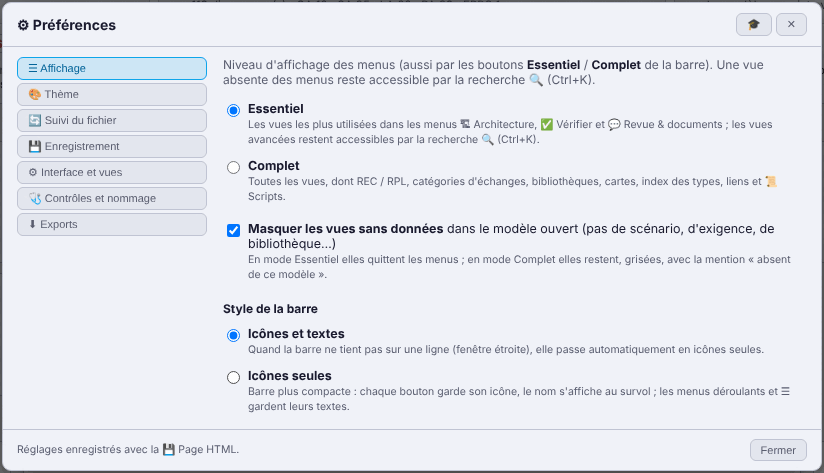 ⚙ Préférences
🎓 ✕
☰ Affichage
🎨 Thème
🔄 Suivi du fichier
💾 Enregistrement
⚙ Interface et vues
🩺 Contrôles et nommage
⬇ Exports
Niveau d'affichage des menus (aussi par les boutons Essentiel / Complet de la barre). Une vue
absente des menus reste accessible par la recherche 🔍 (Ctrl+K).
Essentiel
Les vues les plus utilisées dans les menus 🏗 Architecture, ✅ Vérifier et 💬 Revue & documents ; les vues
avancées restent accessibles par la recherche 🔍 (Ctrl+K).
Complet
Toutes les vues, dont REC / RPL, catégories d'échanges, bibliothèques, cartes, index des types, liens et 📜
Scripts.
Masquer les vues sans données dans le modèle ouvert (pas de scénario, d'exigence, de
bibliothèque…)
En mode Essentiel elles quittent les menus ; en mode Complet elles restent, grisées, avec la mention « absent
de ce modèle ».
Style de la barre
Icônes et textes
Quand la barre ne tient pas sur une ligne (fenêtre étroite), elle passe automatiquement en icônes seules.
Icônes seules
Barre plus compacte : chaque bouton garde son icône, le nom s'affiche au survol ; les menus déroulants et ☰
gardent leurs textes.
Réglages enregistrés avec la 💾 Page HTML.
Fermer